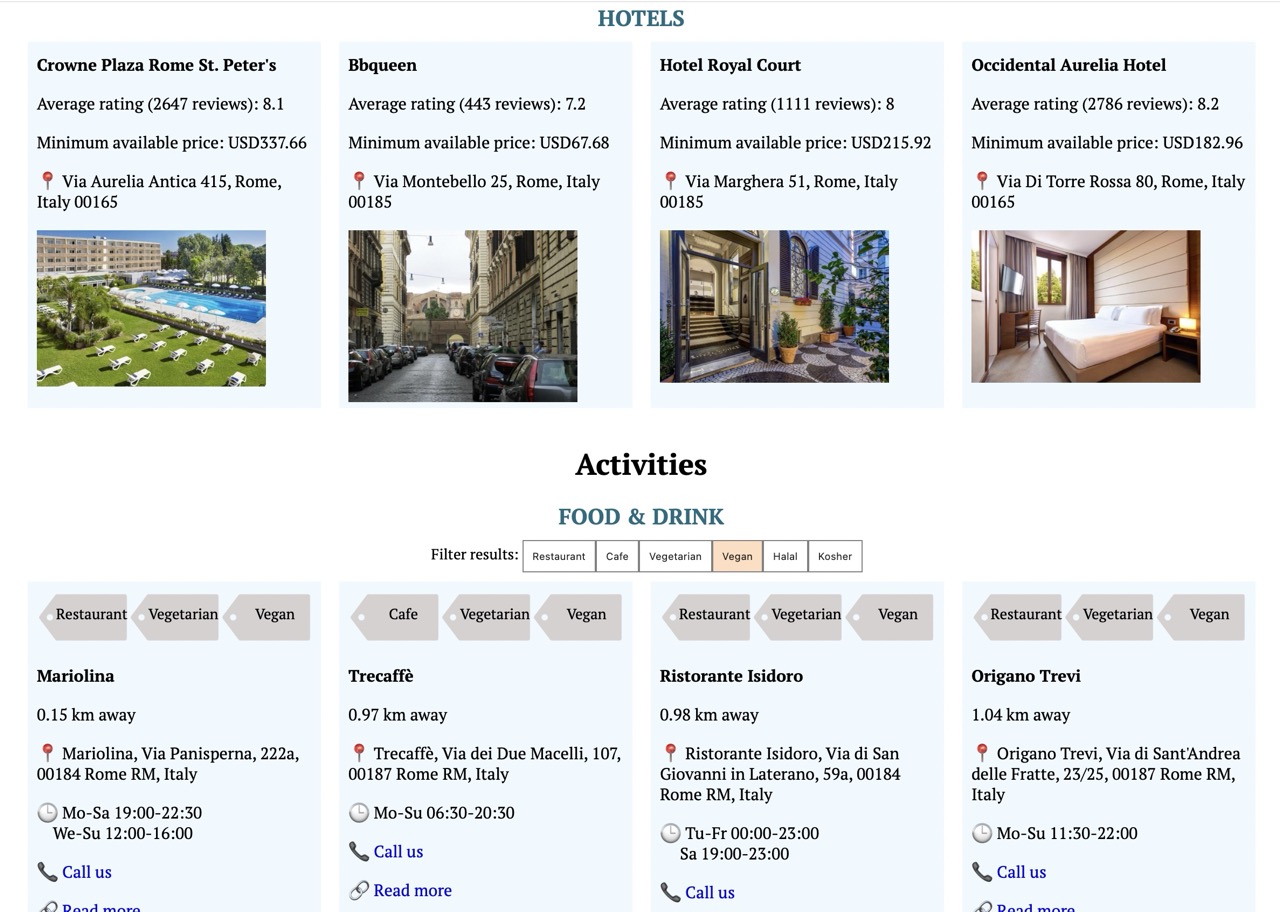 HOTELS
Crowne Plaza Rome St. Peter's
Average rating (2647 reviews): 8.1
Minimum available price: USD337.66
📍 Via Aurelia Antica 415, Rome,
Italy 00165
Bbqueen
Average rating (443 reviews): 7.2
Minimum available price: USD67.68
📍 Via Montebello 25, Rome, Italy
00185
Hotel Royal Court
Average rating (1111 reviews): 8
Minimum available price: USD215.92
📍 Via Marghera 51, Rome, Italy
00185
Occidental Aurelia Hotel
Average rating (2786 reviews): 8.2
Minimum available price: USD182.96
📍 Via Di Torre Rossa 80, Rome, Italy
00165
Activities
FOOD & DRINK
Filter results: Restaurant Cafe Vegetarian Vegan Halal Kosher
Restaurant Vegetarian Vegan
Mariolina
0.15 km away
📍 Mariolina, Via Panisperna, 222a,
00184 Rome RM, Italy
🕒 Mo-Sa 19:00-22:30
We-Su 12:00-16:00
📞 Call us
🔗 Read more
Cafe Vegetarian Vegan
Trecaffè
0.97 km away
📍 Trecaffè, Via dei Due Macelli, 107,
00187 Rome RM, Italy
🕒 Mo-Su 06:30-20:30
📞 Call us
🔗 Read more
Restaurant Vegetarian Vegan
Ristorante Isidoro
0.98 km away
📍 Ristorante Isidoro, Via di San
Giovanni in Laterano, 59a, 00184
Rome RM, Italy
🕒 Tu-Fr 00:00-23:00
Sa 19:00-23:00
📞 Call us
Restaurant Vegetarian Vegan
Origano Trevi
1.04 km away
📍 Origano Trevi, Via di Sant'Andrea
delle Fratte, 23/25, 00187 Rome RM,
Italy
🕒 Mo-Su 11:30-22:00
📞 Call us
🔗 Read more